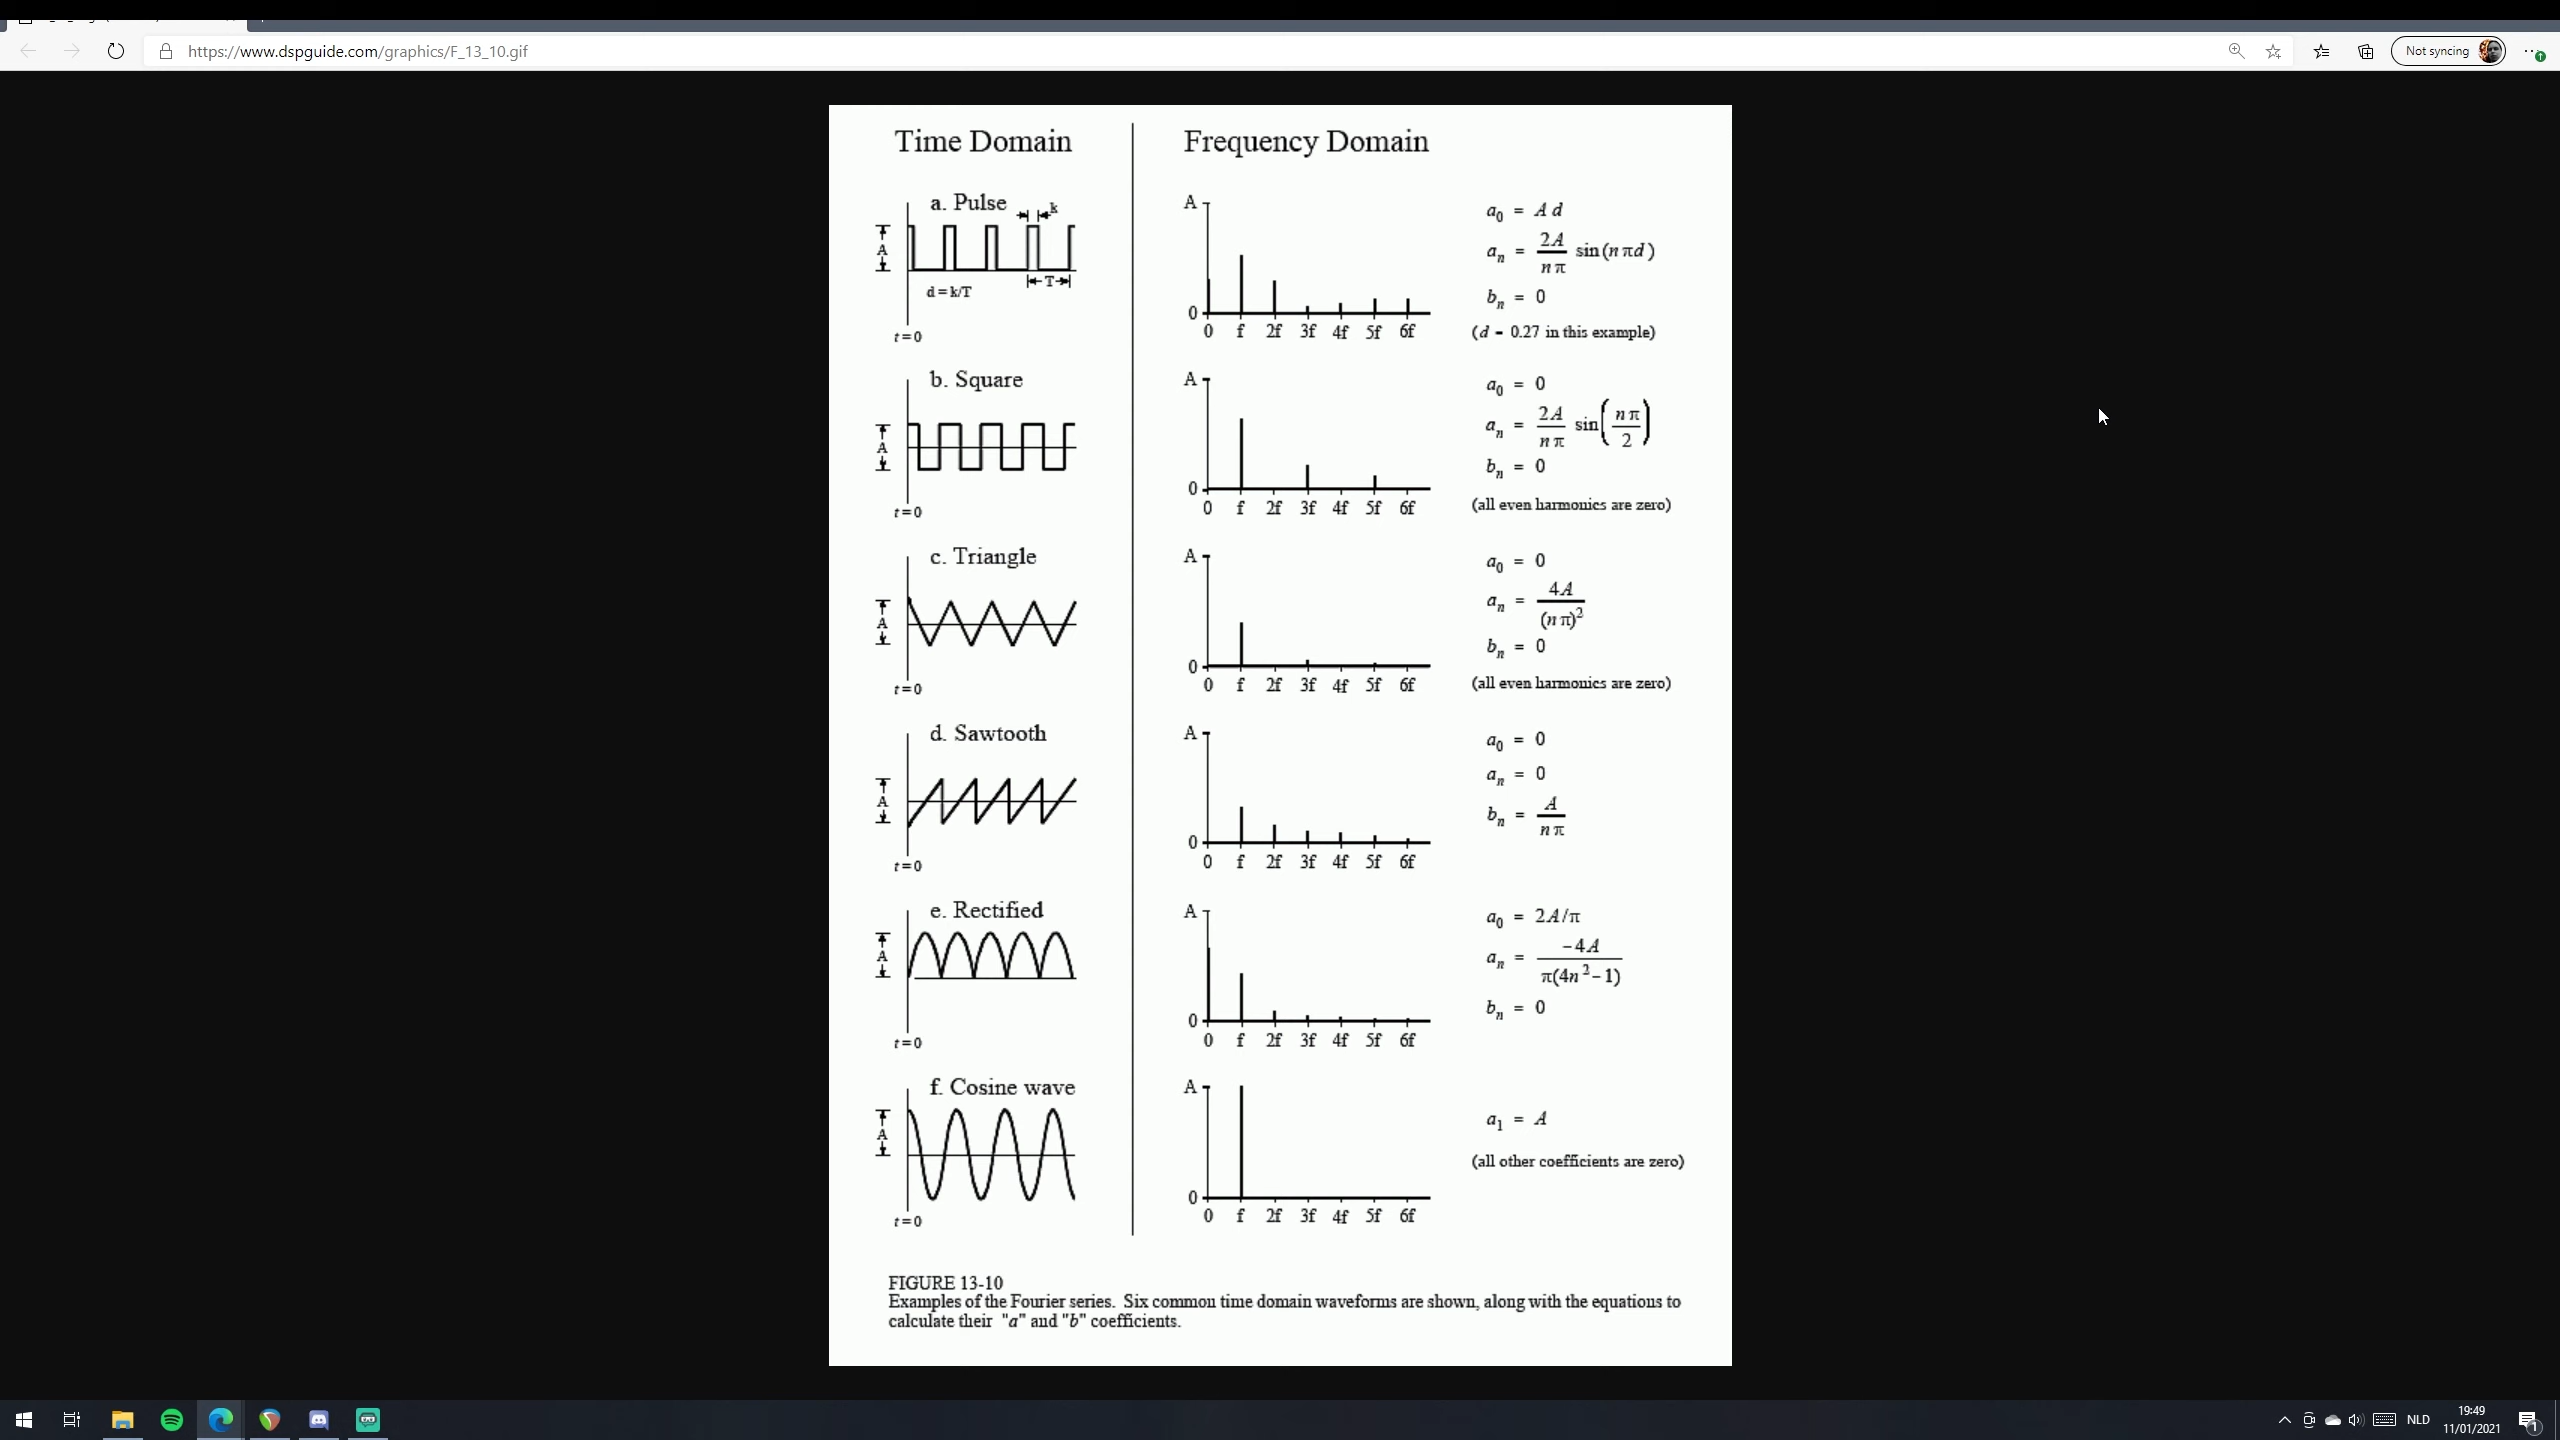 https://www.dspguide.com/graphics/F_13_10.gif
Not syncing
Time Domain
Frequency Domain
a. Pulse
k
A
T
d = k/T
t = 0
A
0
0 f 2f 3f 4f 5f 6f
a0 = A d
an = 2A/nπ sin(nπd)
bn = 0
(d = 0.27 in this example)
b. Square
A
t = 0
A
0
0 f 2f 3f 4f 5f 6f
a0 = 0
an = 2A/nπ sin(nπ/2)
bn = 0
(all even harmonics are zero)
c. Triangle
A
t = 0
A
0
0 f 2f 3f 4f 5f 6f
a0 = 0
an = 4A/(nπ)²
bn = 0
(all even harmonics are zero)
d. Sawtooth
A
t = 0
A
0
0 f 2f 3f 4f 5f 6f
a0 = 0
an = 0
bn = A/nπ
e. Rectified
A
t = 0
A
0
0 f 2f 3f 4f 5f 6f
a0 = 2A/π
an = -4A/π(4n²-1)
bn = 0
f. Cosine wave
A
t = 0
A
0
0 f 2f 3f 4f 5f 6f
a1 = A
(all other coefficients are zero)
FIGURE 13-10
Examples of the Fourier series. Six common time domain waveforms are shown, along with the equations to
calculate their "a" and "b" coefficients.
NLD
19:49
11/01/2021
1